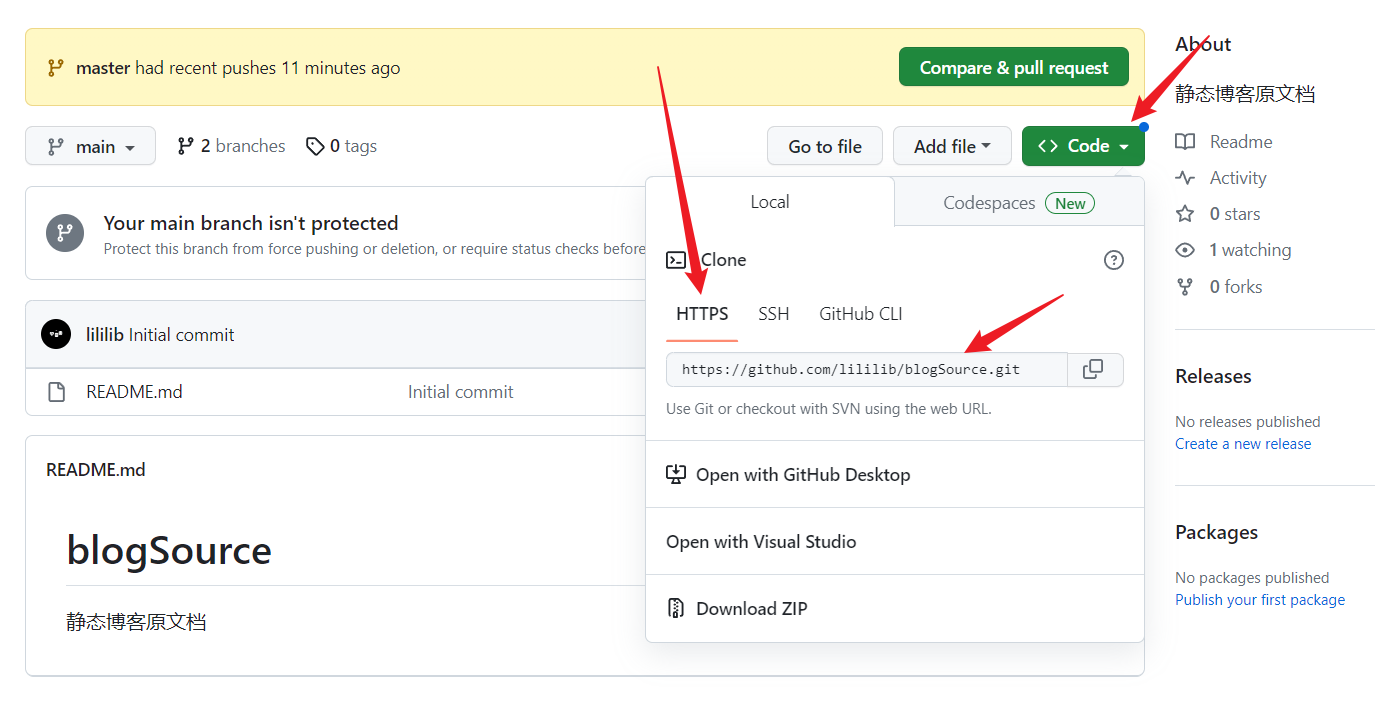 master had recent pushes 11 minutes ago
Compare & pull request
main
2 branches
0 tags
Go to file
Add file
Code
Your main branch isn't protected
Protect this branch from force pushing or deletion, or require status checks before
lililib Initial commit
README.md
Initial commit
README.md
blogSource
静态博客原文档
Local
Codespaces
New
Clone
HTTPS
SSH
GitHub CLI
https://github.com/lililib/blogSource.git
Use Git or checkout with SVN using the web URL.
Open with GitHub Desktop
Open with Visual Studio
Download ZIP
About
静态博客原文档
Readme
Activity
0 stars
1 watching
0 forks
Releases
No releases published
Create a new release
Packages
No packages published
Publish your first package